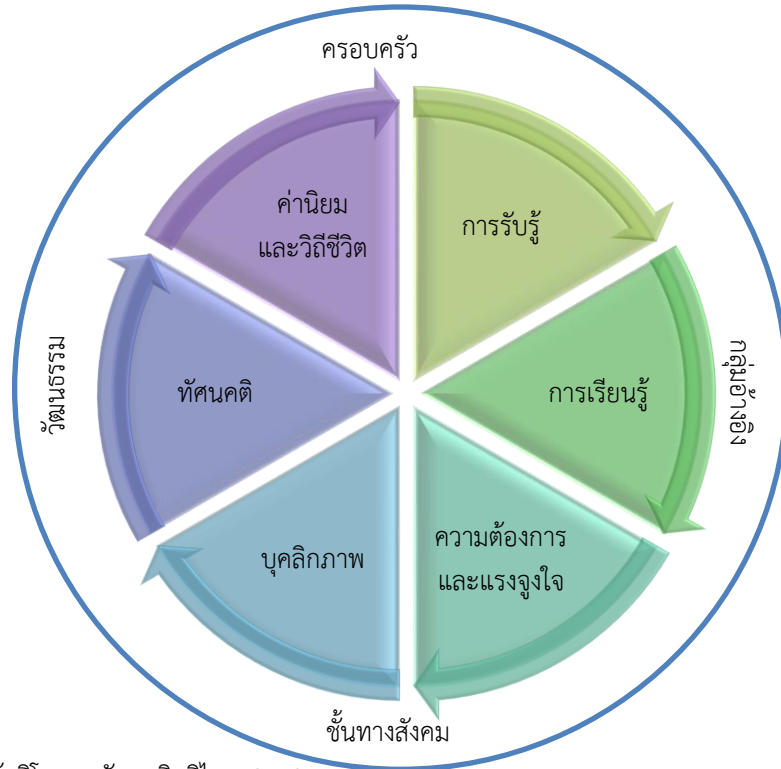 ครอบครัว
ค่านิยม
และวิถีชีวิต
การรับรู้
วัฒนธรรม
ทัศนคติ
การเรียนรู้
กลุ่มอ้างอิง
บุคลิกภาพ
ความต้องการ
และแรงจูงใจ
ชั้นทางสังคม